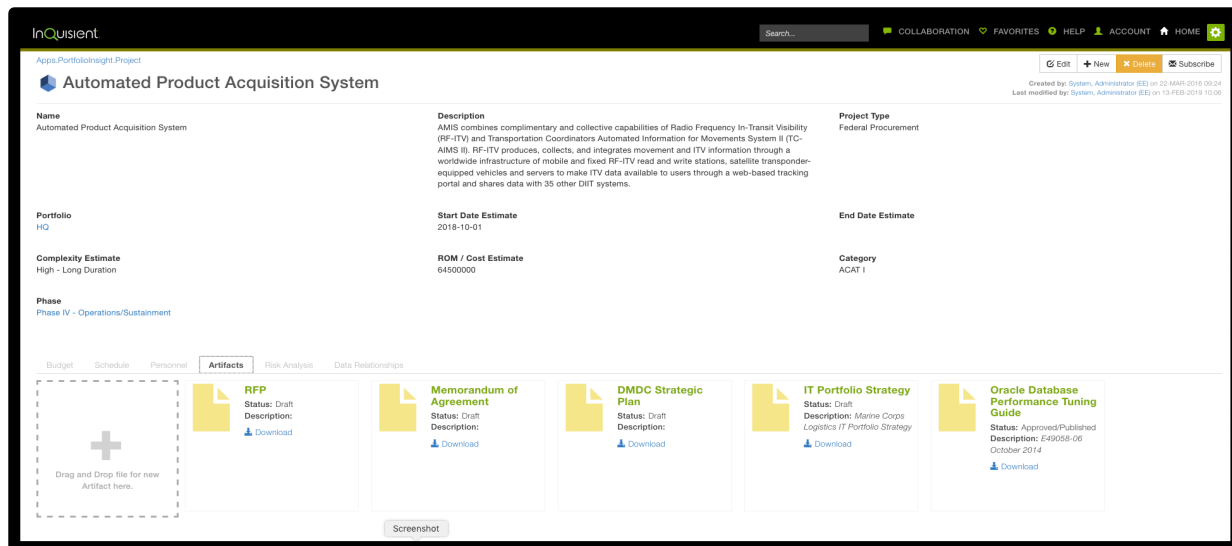 InQuisient
Search...
COLLABORATION FAVORITES HELP ACCOUNT HOME
Apps.PortfolioInsight.Project
Edit New Delete Subscribe
Automated Product Acquisition System
Created by: System, Administrator (EE) on 22-MAR-2016 09:24
Last modified by: System, Administrator (EE) on 13-FEB-2019 10:06
Name
Automated Product Acquisition System
Description
AMIS combines complimentary and collective capabilities of Radio Frequency In-Transit Visibility
(RF-ITV) and Transportation Coordinators Automated Information for Movements System II (TC-
AIMS II). RF-ITV produces, collects, and integrates movement and ITV information through a
worldwide infrastructure of mobile and fixed RF-ITV read and write stations, satellite transponder-
equipped vehicles and servers to make ITV data available to users through a web-based tracking
portal and shares data with 35 other DIIT systems.
Project Type
Federal Procurement
Portfolio
HQ
Start Date Estimate
2018-10-01
End Date Estimate
Complexity Estimate
High - Long Duration
ROM / Cost Estimate
64500000
Category
ACAT I
Phase
Phase IV - Operations/Sustainment
Budget Schedule Personnel Artifacts Risk Analysis Data Relationships
Drag and Drop file for new
Artifact here.
RFP
Status: Draft
Description:
Download
Memorandum of
Agreement
Status: Draft
Description:
Download
DMDC Strategic
Plan
Status: Draft
Description:
Download
IT Portfolio Strategy
Status: Draft
Description: Marine Corps
Logistics IT Portfolio Strategy
Download
Oracle Database
Performance Tuning
Guide
Status: Approved/Published
Description: E49058-06
October 2014
Download
Screenshot